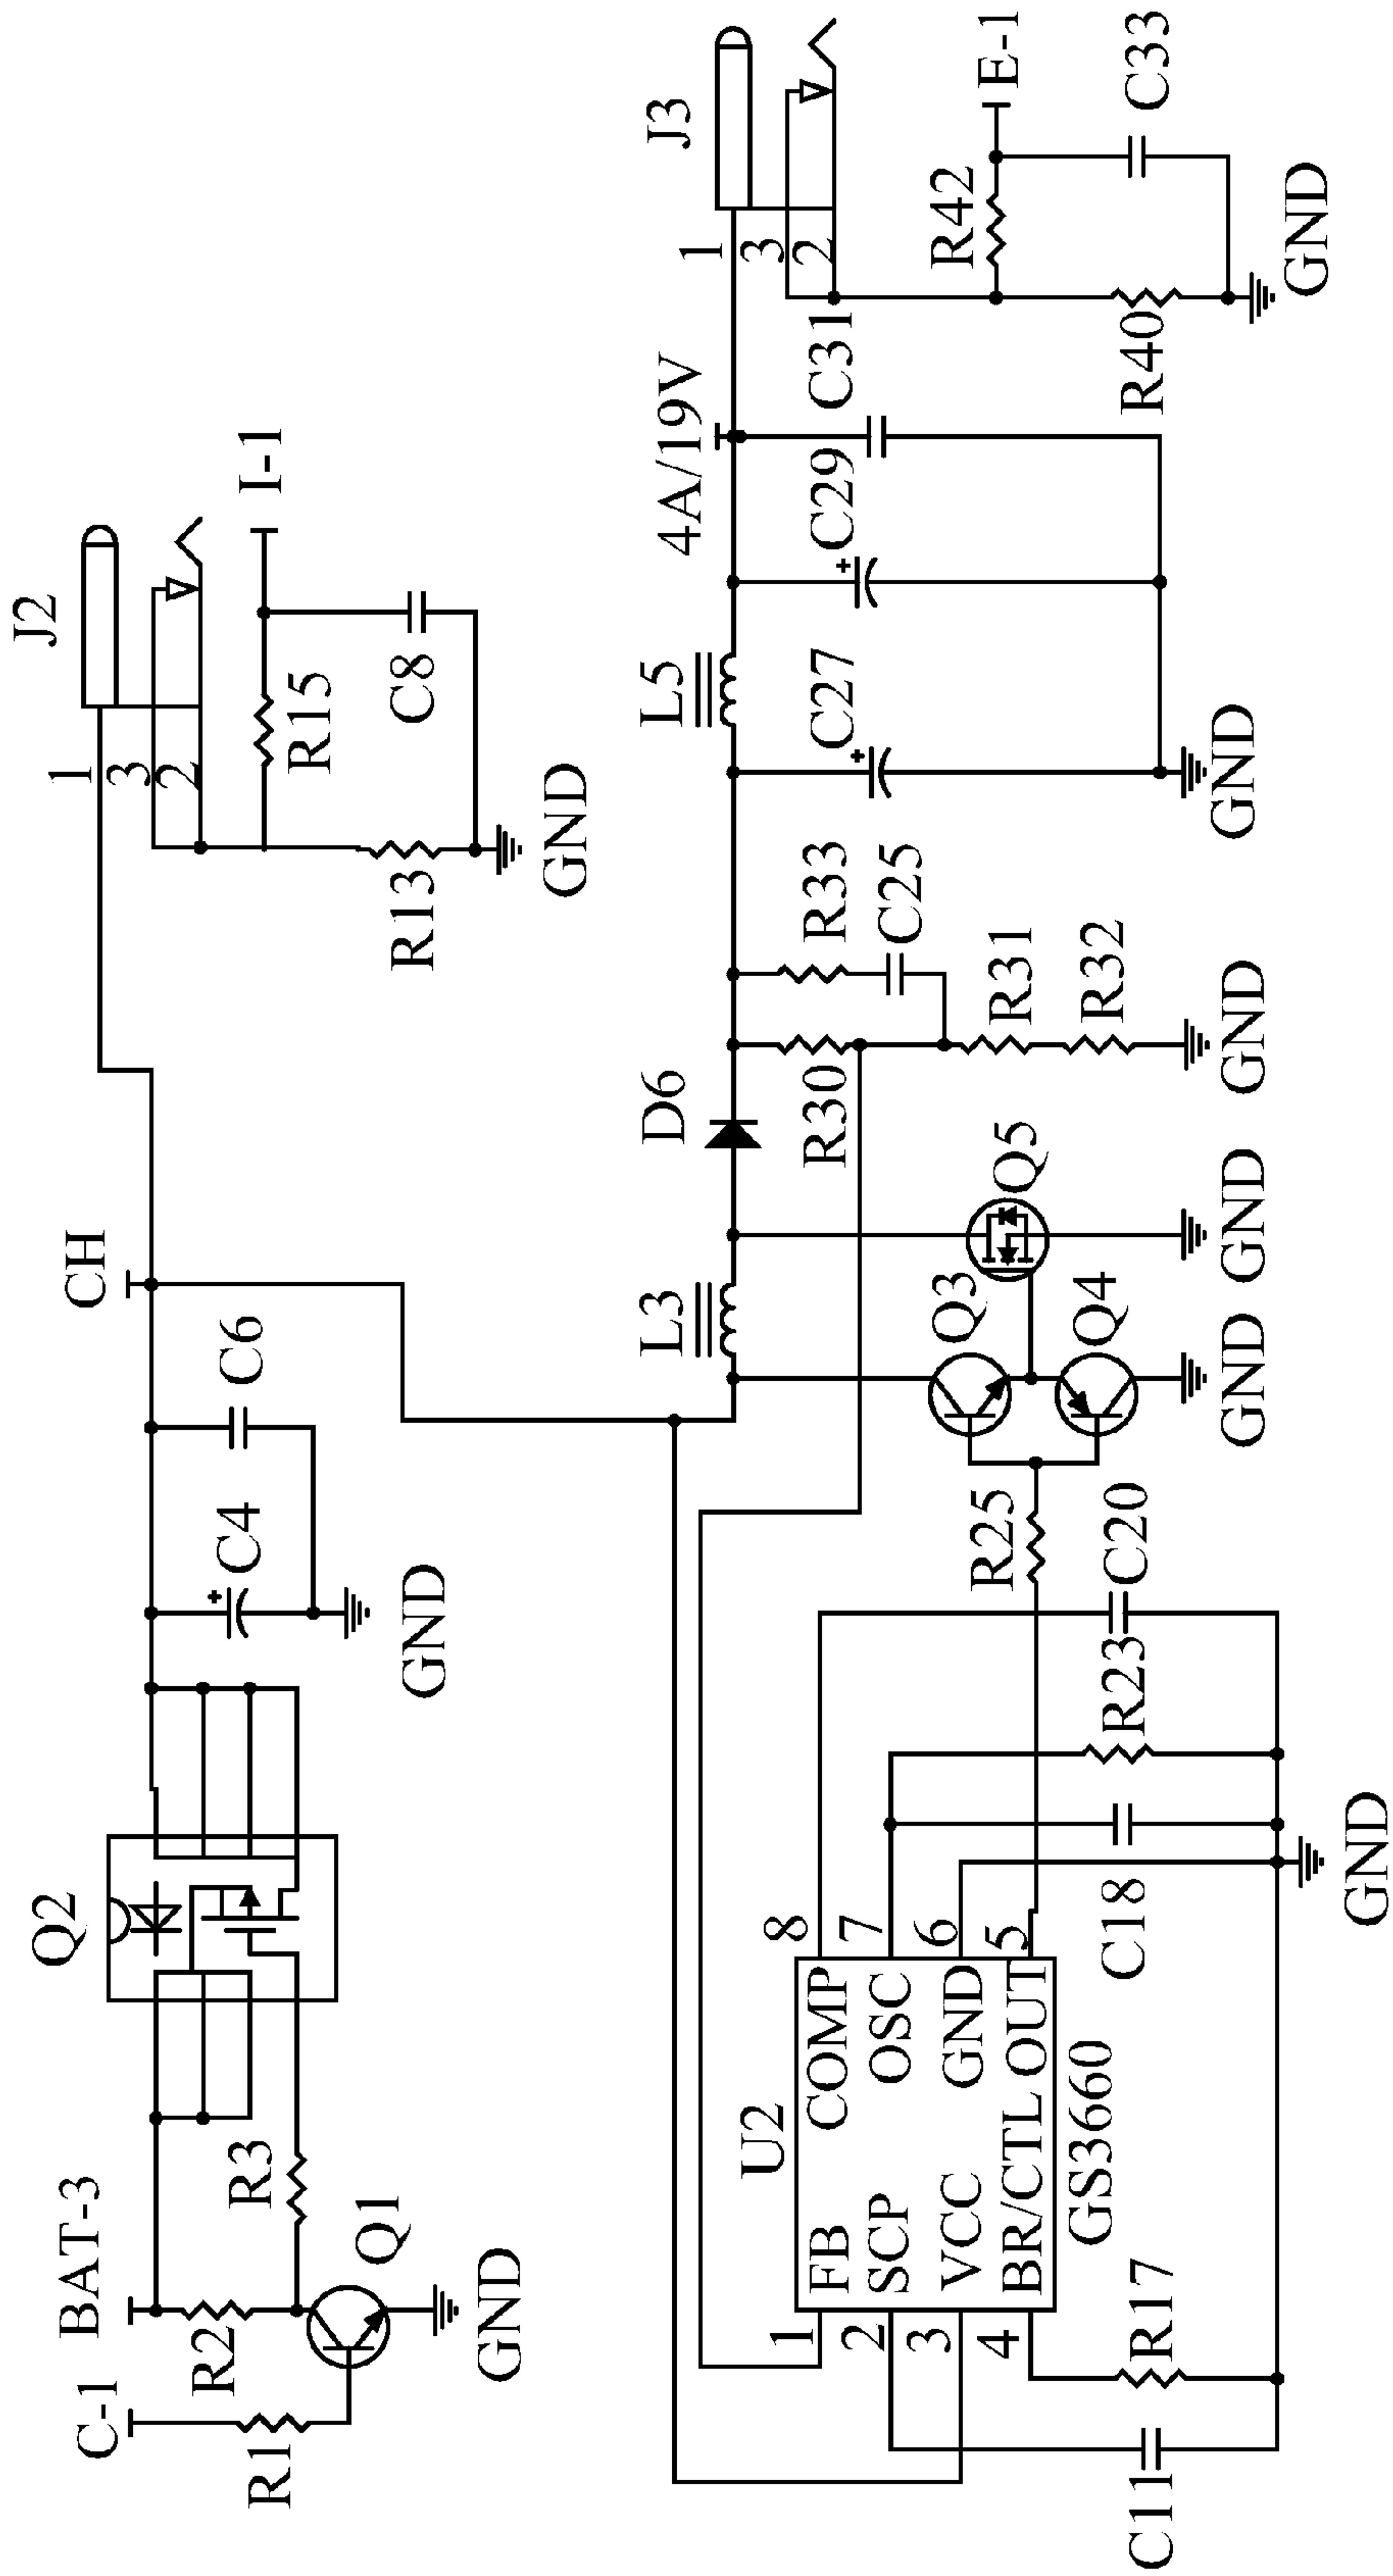 C-1
BAT-3
R1
R2
Q1
GND
R3
Q2
C4
C6
GND
CH
J2
1
3
2
R15
I-1
C8
R13
GND
U2
FB
SCP
VCC
BR/CTL
COMP
OSC
GND
OUT
GS3660
1
2
3
4
8
7
6
5
C11
R17
C18
R23
C20
GND
R25
Q3
Q4
GND
Q5
GND
L3
D6
R30
R33
C25
R31
R32
GND
C27
L5
C29
C31
GND
4A/19V
J3
1
3
2
R42
E-1
C33
R40
GND